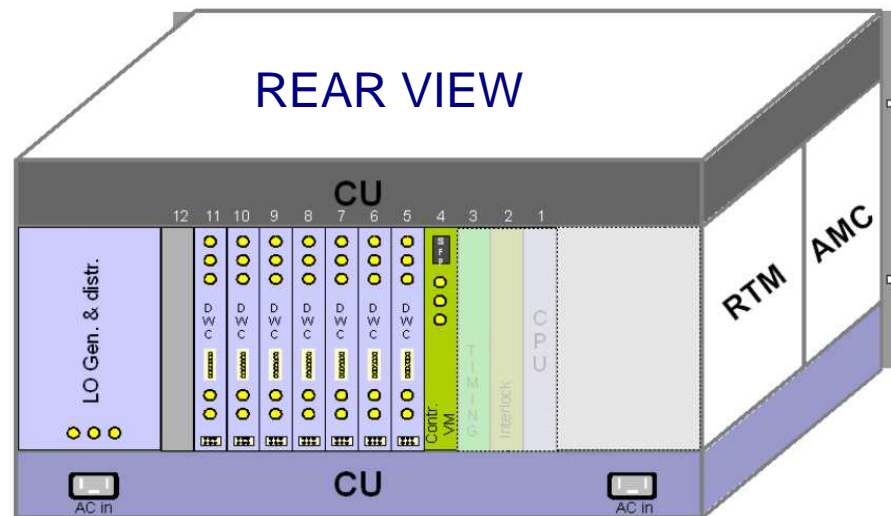 REAR VIEW
CU
12 11 10 9 8 7 6 5 4 3 2 1
LO Gen. & distr.
DWC
DWC
DWC
DWC
DWC
DWC
DWC
SFP
Contr.
VM
TIMING
Interlock
CPU
RTM
AMC
CU
AC in
AC in